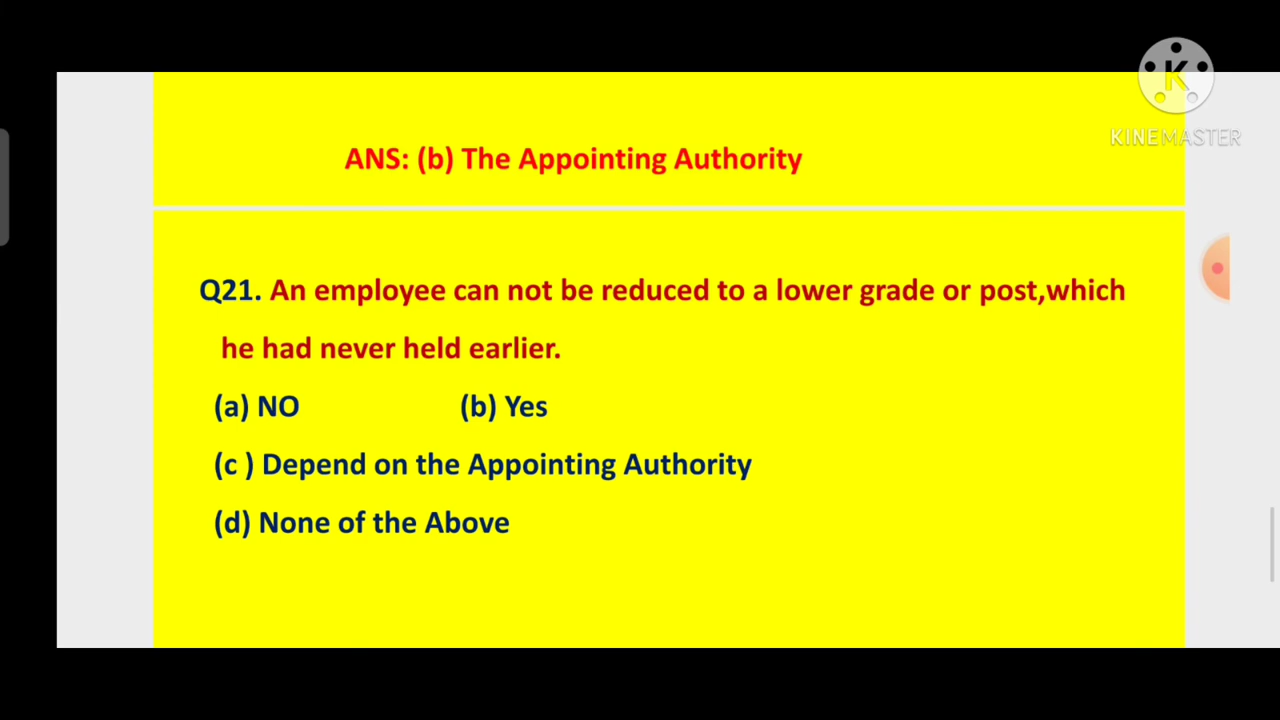 K
KINEMASTER
ANS: (b) The Appointing Authority
Q21. An employee can not be reduced to a lower grade or post,which
he had never held earlier.
(a) NO (b) Yes
(c ) Depend on the Appointing Authority
(d) None of the Above